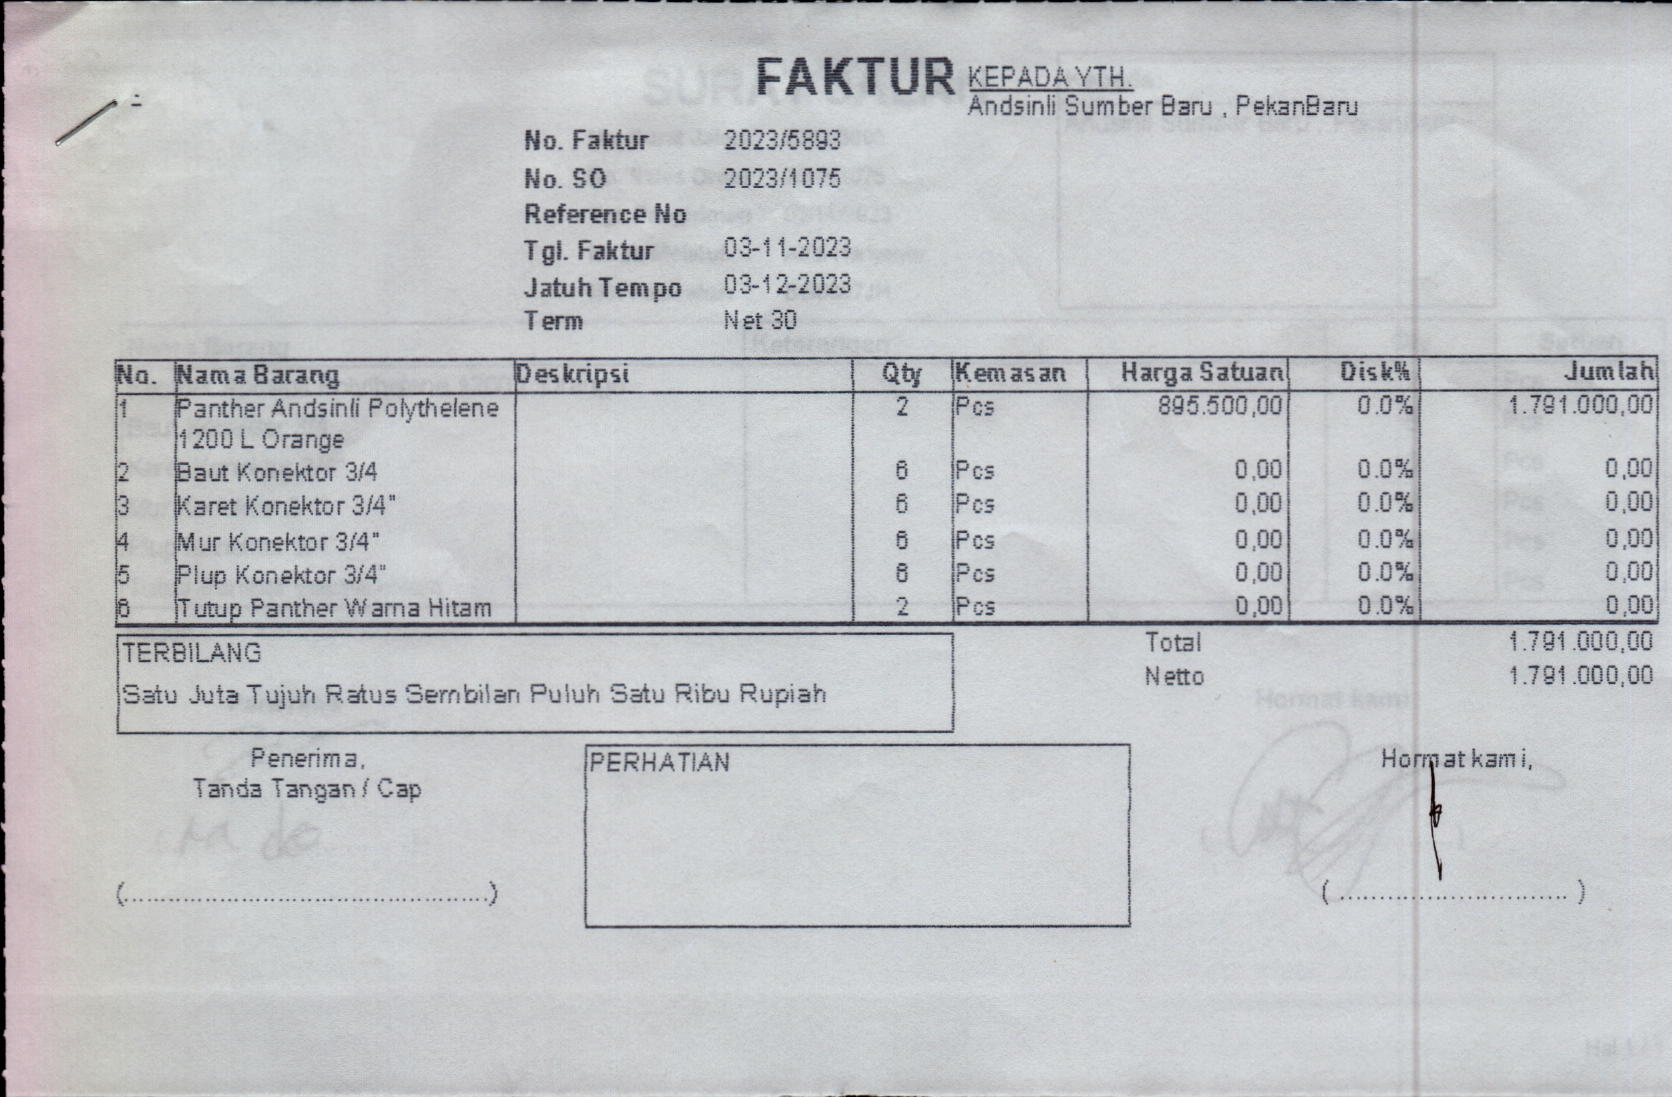 FAKTUR
KEPADA YTH.
Andsinli Sumber Baru , PekanBaru
No. Faktur 2023/5893
No. SO 2023/1075
Reference No
Tgl. Faktur 03-11-2023
Jatuh Tempo 03-12-2023
Term Net 30
No. Nama Barang Deskripsi Qty Kemasan Harga Satuan Disk% Jumlah
1 Panther Andsinli Polythelene 2 Pcs 895.500,00 0.0% 1.791.000,00
1200 L Orange
2 Baut Konektor 3/4 6 Pcs 0,00 0.0% 0,00
3 Karet Konektor 3/4" 6 Pcs 0,00 0.0% 0,00
4 Mur Konektor 3/4" 6 Pcs 0,00 0.0% 0,00
5 Plup Konektor 3/4" 6 Pcs 0,00 0.0% 0,00
6 Tutup Panther Warna Hitam 2 Pcs 0,00 0.0% 0,00
Total 1.791.000,00
Netto 1.791.000,00
TERBILANG
Satu Juta Tujuh Ratus Sembilan Puluh Satu Ribu Rupiah
Penerima,
Tanda Tangan / Cap
(................................................)
PERHATIAN
Hormat kami,
( ............................. )